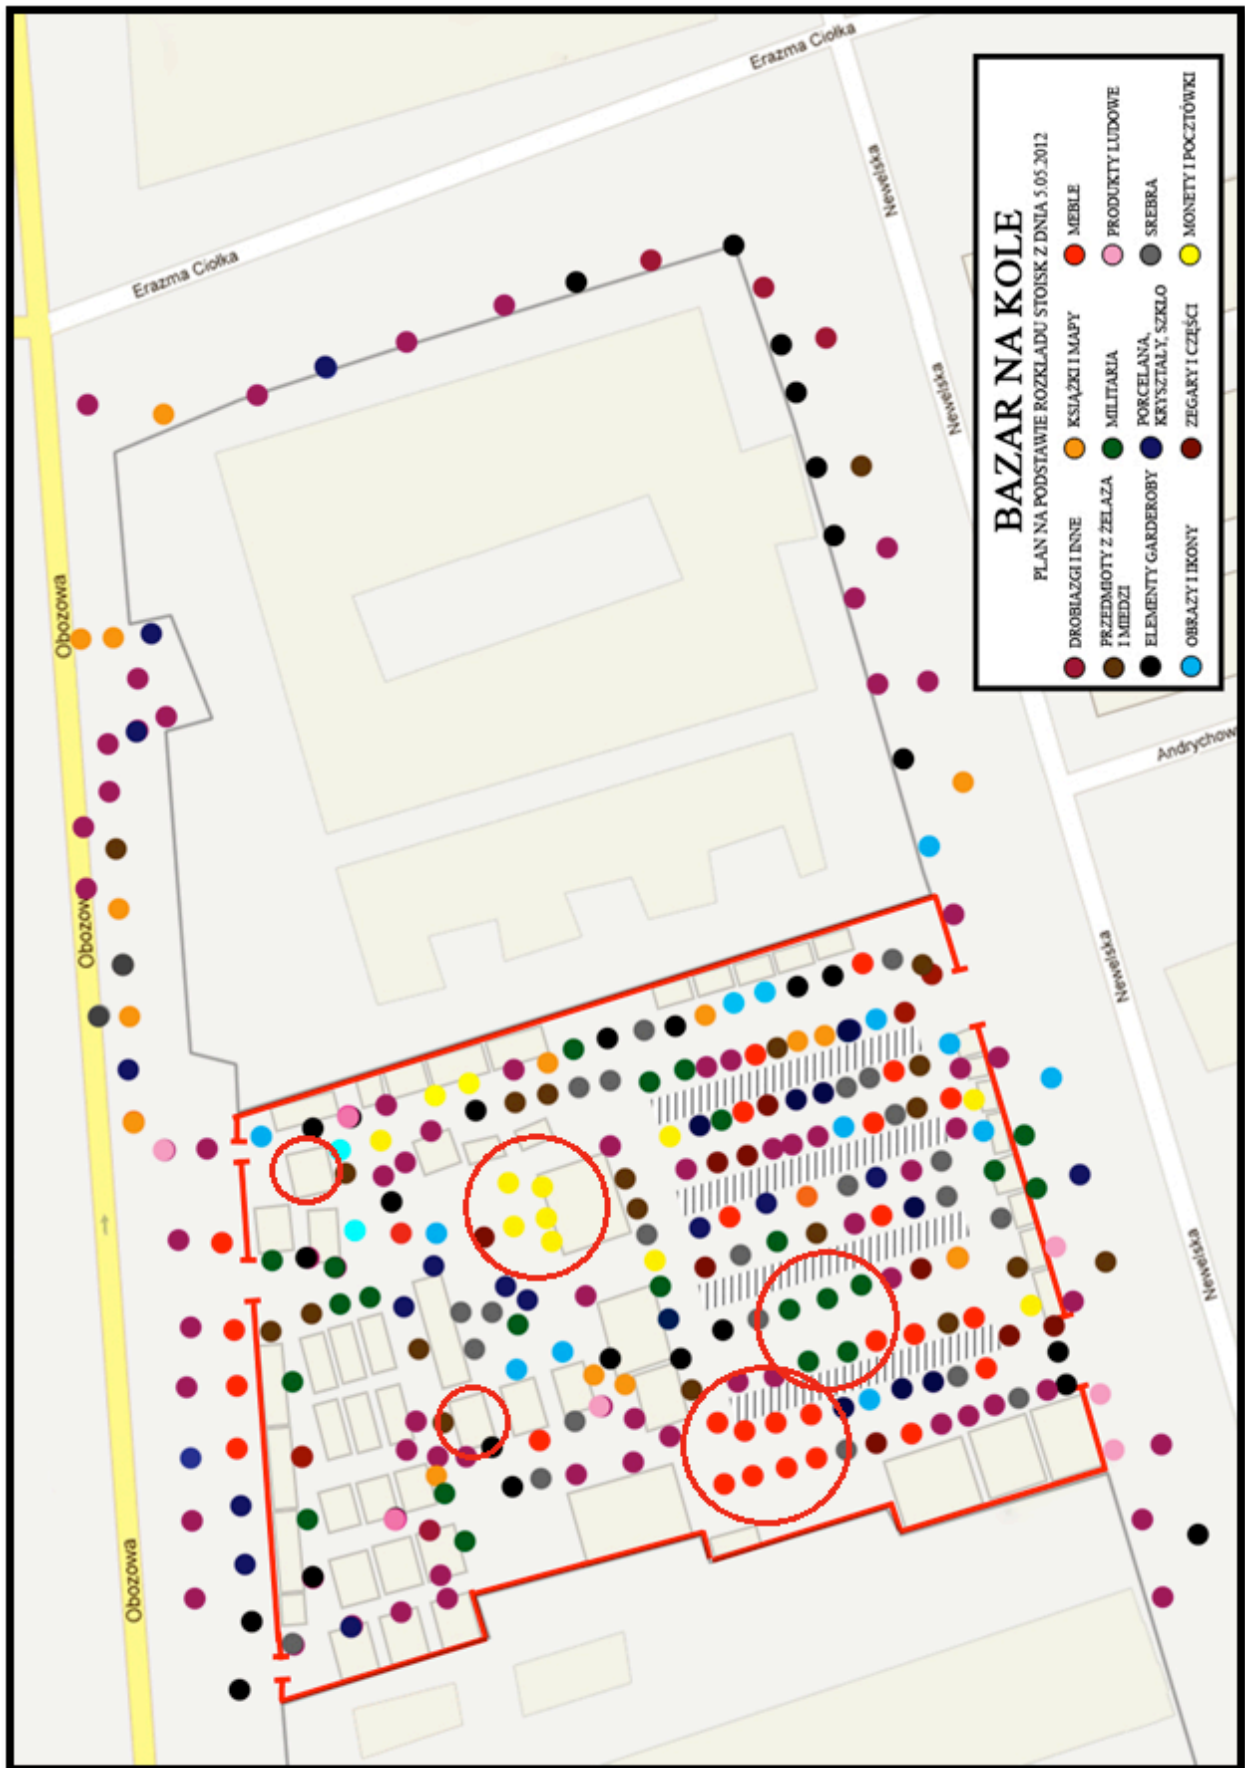 BAZAR NA KOLE
PLAN NA PODSTAWIE ROZKŁADU STOISK Z DNIA 5.05.2012
DROBIAZGI I INNE
KSIĄŻKI I MAPY
MEBLE
PRZEDMIOTY Z ŻELAZA
I MIEDZI
MILITARIA
PRODUKTY LUDOWE
ELEMENTY GARDEROBY
PORCELANA,
KRYSZTAŁY, SZKŁO
SREBRA
OBRAZY I IKONY
ZEGARY I CZĘŚCI
MONETY I POCZTÓWKI
Obozowa
Obozow
Obozowa
Erazma Ciołka
Erazma Ciołka
Newelska
Newelska
Newelska
Newelska
Andrychow